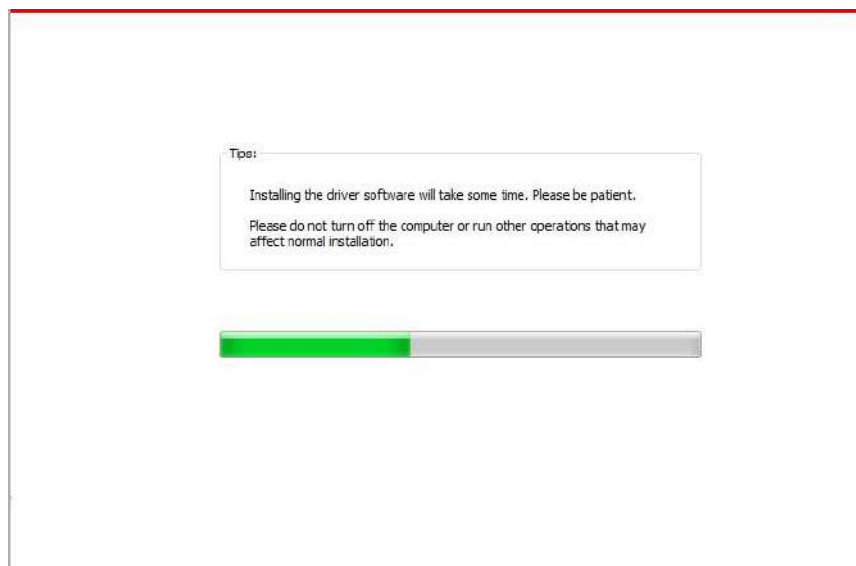 Tips:
Installing the driver software will take some time. Please be patient.
Please do not turn off the computer or run other operations that may
affect normal installation.